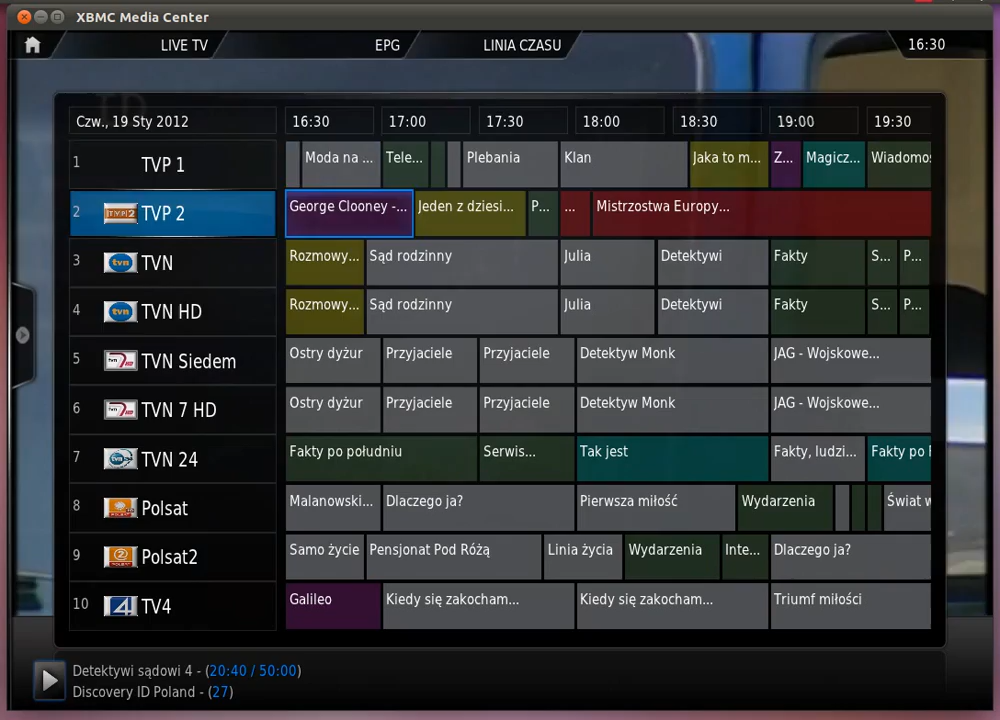 XBMC Media Center
LIVE TV EPG LINIA CZASU 16:30
Czw., 19 Sty 2012 16:30 17:00 17:30 18:00 18:30 19:00 19:30
1 TVP 1 Moda na ... Tele... Plebania Klan Jaka to m... Z... Magicz... Wiadomo
2 TVP2 TVP 2 George Clooney -... Jeden z dziesi... P... ... Mistrzostwa Europy...
3 tvn TVN Rozmowy... Sąd rodzinny Julia Detektywi Fakty S... P...
4 tvn TVN HD Rozmowy... Sąd rodzinny Julia Detektywi Fakty S... P...
5 TVN Siedem Ostry dyżur Przyjaciele Przyjaciele Detektyw Monk JAG - Wojskowe...
6 TVN 7 HD Ostry dyżur Przyjaciele Przyjaciele Detektyw Monk JAG - Wojskowe...
7 TVN 24 Fakty po południu Serwis... Tak jest Fakty, ludzi... Fakty po
8 Polsat Malanowski... Dlaczego ja? Pierwsza miłość Wydarzenia Świat w
9 Polsat2 Samo życie Pensjonat Pod Różą Linia życia Wydarzenia Inte... Dlaczego ja?
10 4 TV4 Galileo Kiedy się zakocham... Kiedy się zakocham... Triumf miłości
Detektywi sądowi 4 - (20:40 / 50:00)
Discovery ID Poland - (27)